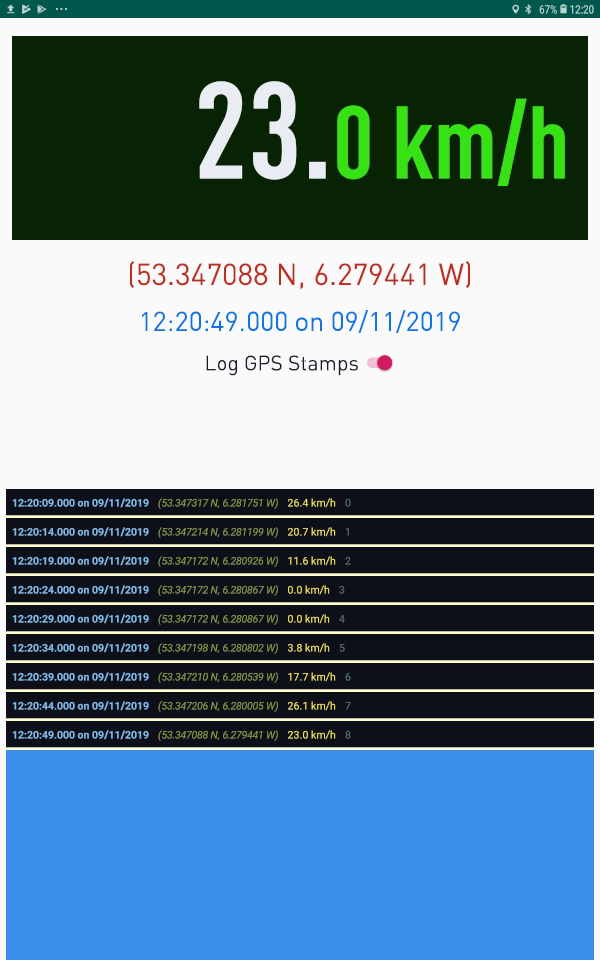 67% 12:20
23.0 km/h
(53.347088 N, 6.279441 W)
12:20:49.000 on 09/11/2019
Log GPS Stamps
12:20:09.000 on 09/11/2019 (53.347317 N, 6.281751 W) 26.4 km/h 0
12:20:14.000 on 09/11/2019 (53.347214 N, 6.281199 W) 20.7 km/h 1
12:20:19.000 on 09/11/2019 (53.347172 N, 6.280926 W) 11.6 km/h 2
12:20:24.000 on 09/11/2019 (53.347172 N, 6.280867 W) 0.0 km/h 3
12:20:29.000 on 09/11/2019 (53.347172 N, 6.280867 W) 0.0 km/h 4
12:20:34.000 on 09/11/2019 (53.347198 N, 6.280802 W) 3.8 km/h 5
12:20:39.000 on 09/11/2019 (53.347210 N, 6.280539 W) 17.7 km/h 6
12:20:44.000 on 09/11/2019 (53.347206 N, 6.280005 W) 26.1 km/h 7
12:20:49.000 on 09/11/2019 (53.347088 N, 6.279441 W) 23.0 km/h 8